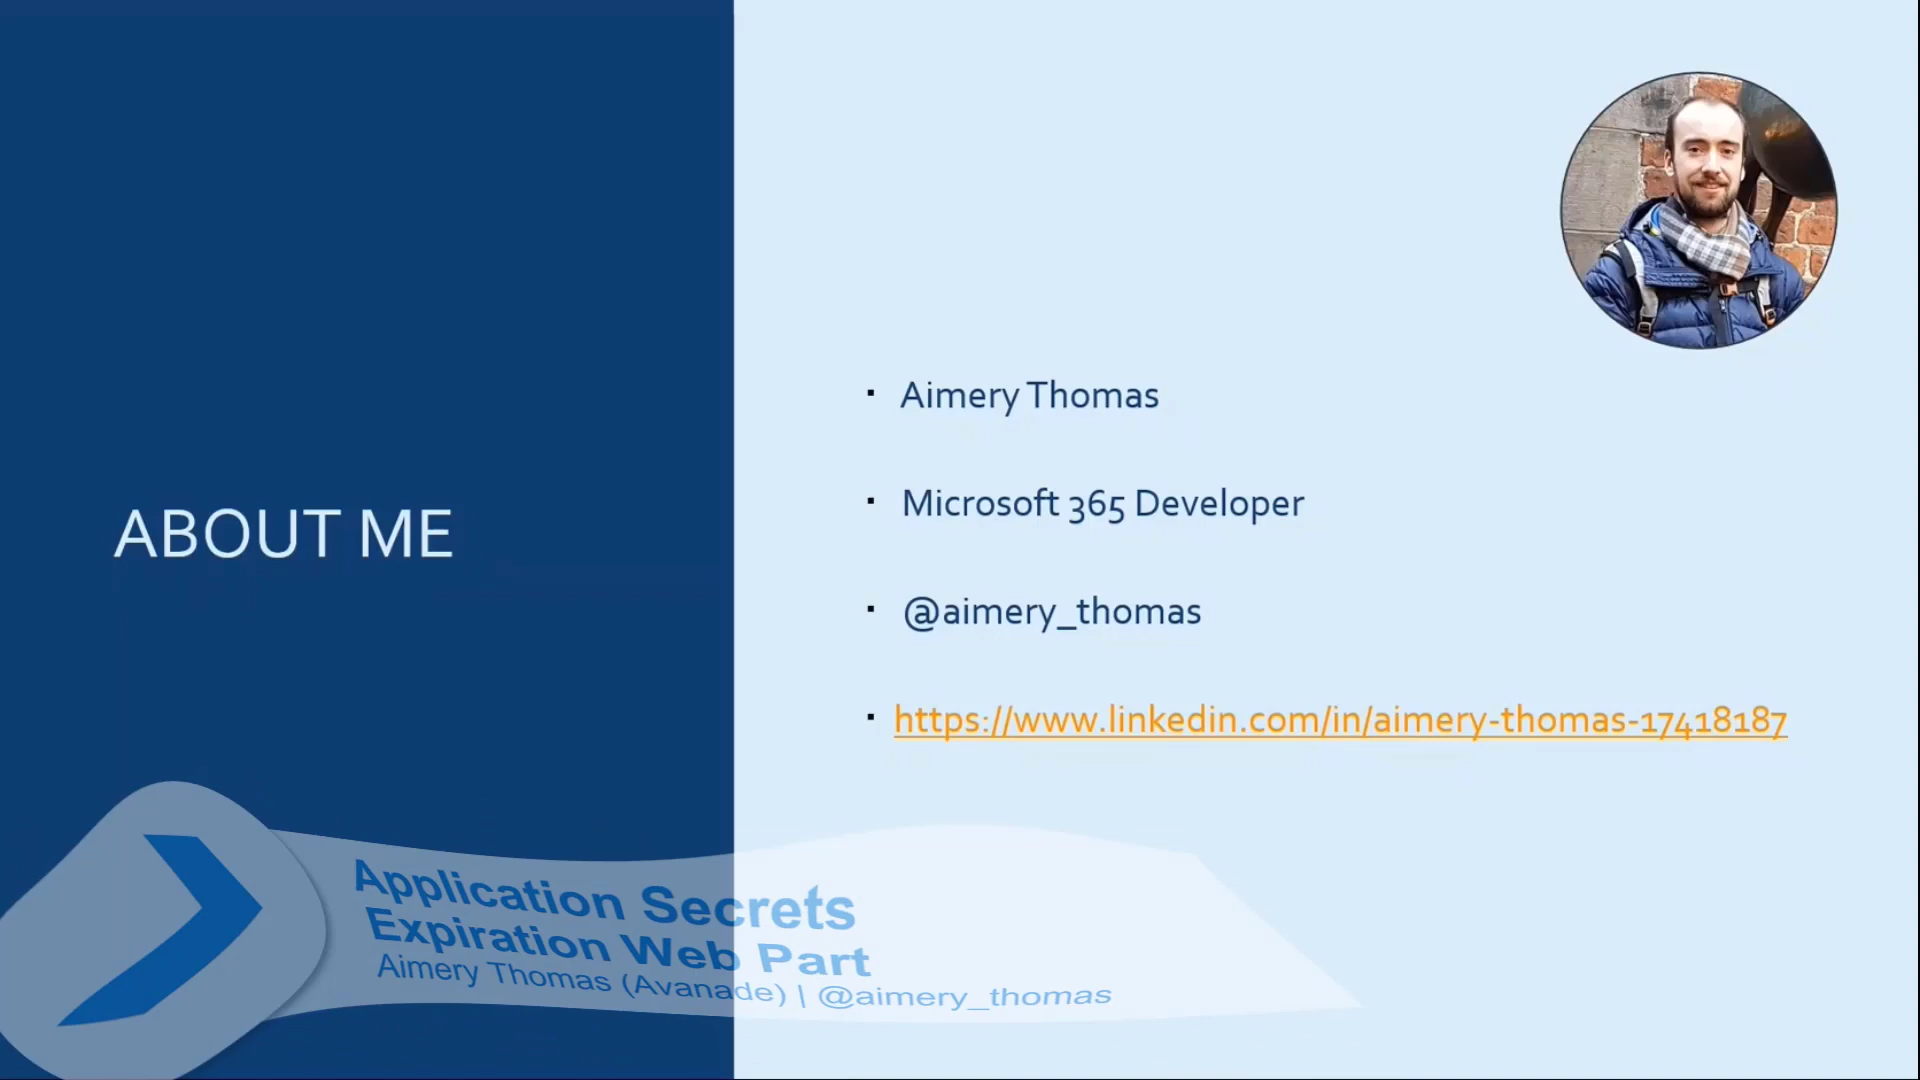 ABOUT ME
Aimery Thomas
Microsoft 365 Developer
@aimery_thomas
https://www.linkedin.com/in/aimery-thomas-17418187
Application Secrets
Expiration Web Part
Aimery Thomas (Avanade) | @aimery_thomas